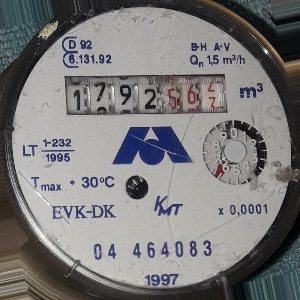 D 92
6.131.92
B-H A-V
Qn 1,5 m³/h
1792566
m³
LT 1-232
1995
Tmax + 30°C
EVK-DK
KMT
x 0,0001
04 464083
1997